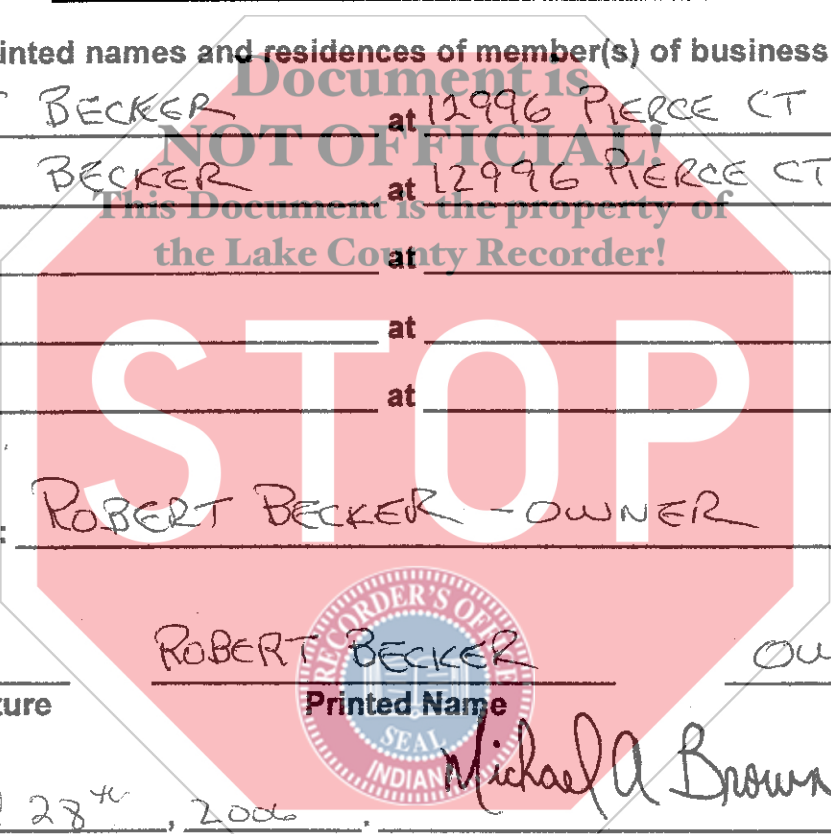 inted names and residences of member(s) of business
Document is
T BECKER at 12996 PIERCE CT
NOT OFFICIAL!
BECKER at 12996 PIERCE CT
This Document is the property of
the Lake County Recorder!
at
at
at
STOP
: ROBERT BECKER - OWNER
RECORDER'S OFFICE
ROBERT BECKER OW
ture Printed Name
SEAL
INDIANA
Michael A Brown
28th, 2006.